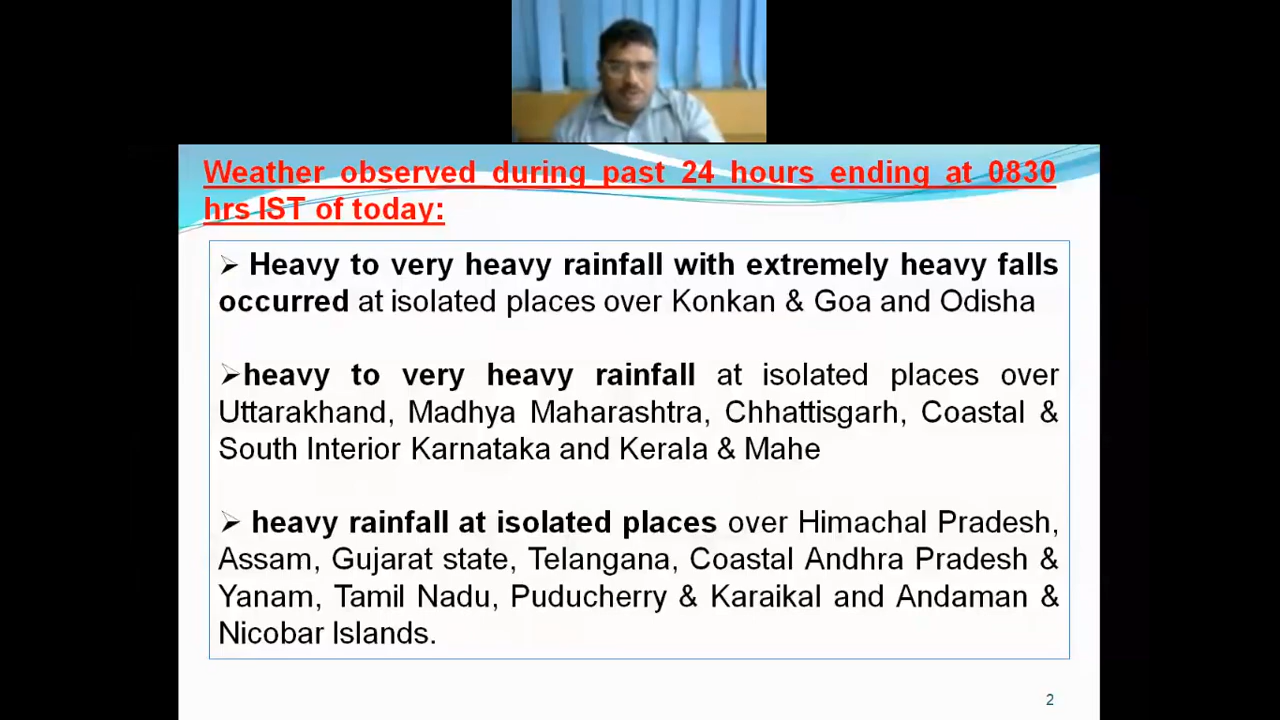 Weather observed during past 24 hours ending at 0830
hrs IST of today:
➢ Heavy to very heavy rainfall with extremely heavy falls
occurred at isolated places over Konkan & Goa and Odisha
➢heavy to very heavy rainfall at isolated places over
Uttarakhand, Madhya Maharashtra, Chhattisgarh, Coastal &
South Interior Karnataka and Kerala & Mahe
➢ heavy rainfall at isolated places over Himachal Pradesh,
Assam, Gujarat state, Telangana, Coastal Andhra Pradesh &
Yanam, Tamil Nadu, Puducherry & Karaikal and Andaman &
Nicobar Islands.
2